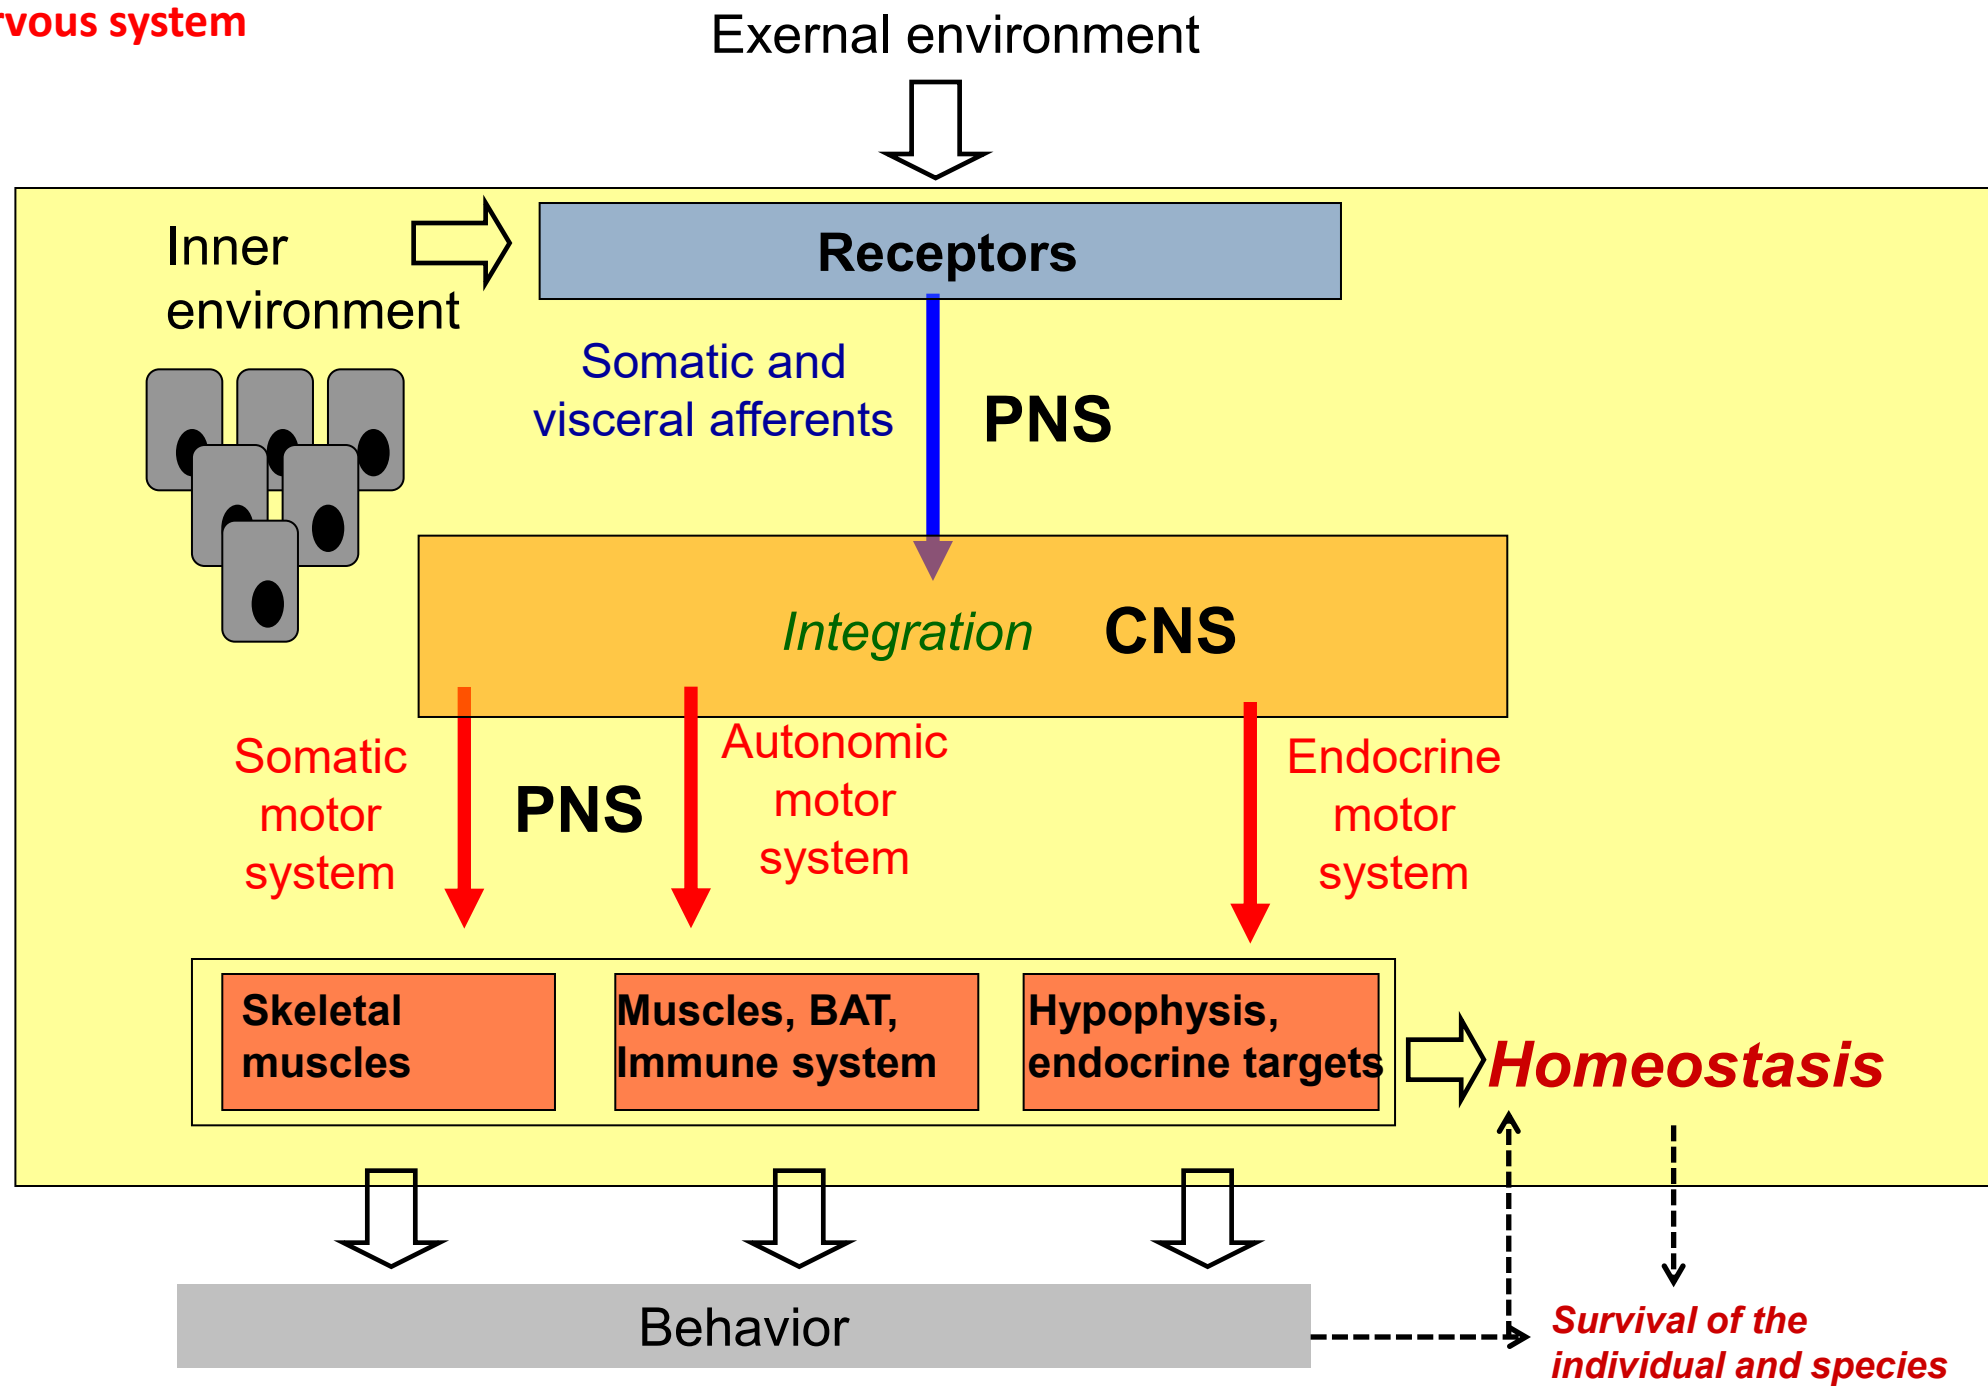 rvous system
Exernal environment
Inner
environment
Receptors
Somatic and
visceral afferents
PNS
Integration CNS
Somatic
motor
system
PNS
Autonomic
motor
system
Endocrine
motor
system
Skeletal
muscles
Muscles, BAT,
Immune system
Hypophysis,
endocrine targets
Homeostasis
Behavior
Survival of the
individual and species